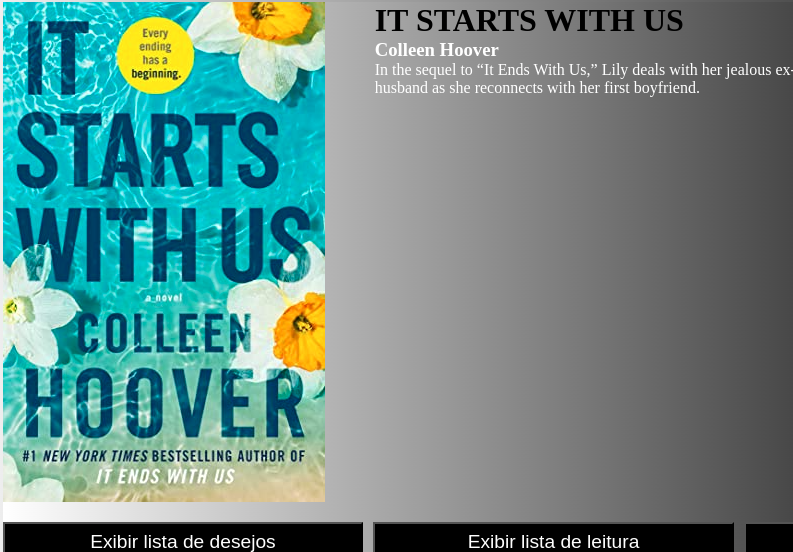 IT
STARTS
WITH US
Every
ending
has a
beginning.
a novel
COLLEEN
HOOVER
#1 NEW YORK TIMES BESTSELLING AUTHOR OF
IT ENDS WITH US
IT STARTS WITH US
Colleen Hoover
In the sequel to “It Ends With Us,” Lily deals with her jealous ex-
husband as she reconnects with her first boyfriend.
Exibir lista de desejos
Exibir lista de leitura